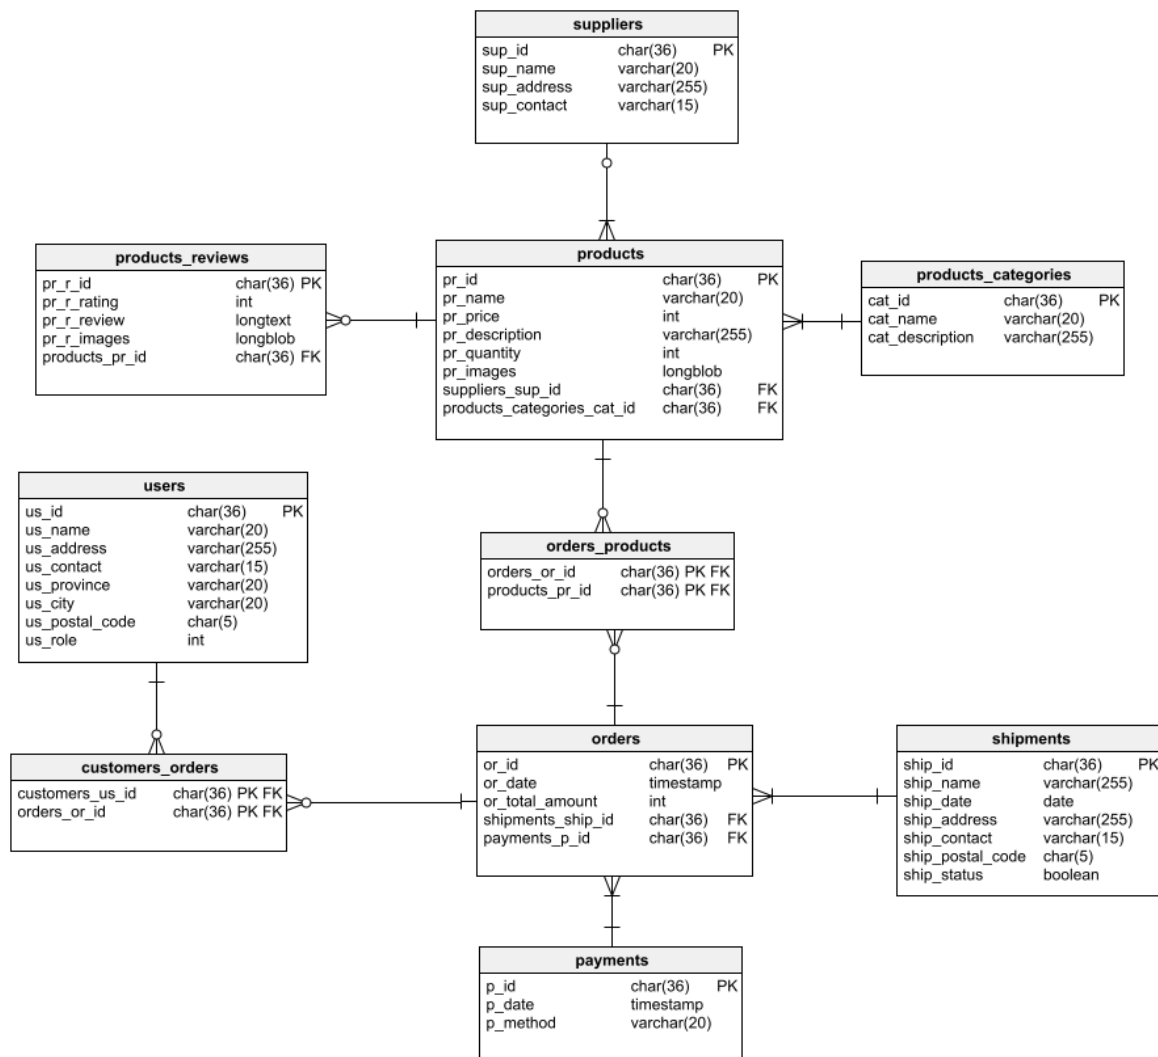 suppliers
sup_id char(36) PK
sup_name varchar(20)
sup_address varchar(255)
sup_contact varchar(15)
products_reviews
pr_r_id char(36) PK
pr_r_rating int
pr_r_review longtext
pr_r_images longblob
products_pr_id char(36) FK
products
pr_id char(36) PK
pr_name varchar(20)
pr_price int
pr_description varchar(255)
pr_quantity int
pr_images longblob
suppliers_sup_id char(36) FK
products_categories_cat_id char(36) FK
products_categories
cat_id char(36) PK
cat_name varchar(20)
cat_description varchar(255)
users
us_id char(36) PK
us_name varchar(20)
us_address varchar(255)
us_contact varchar(15)
us_province varchar(20)
us_city varchar(20)
us_postal_code char(5)
us_role int
orders_products
orders_or_id char(36) PK FK
products_pr_id char(36) PK FK
customers_orders
customers_us_id char(36) PK FK
orders_or_id char(36) PK FK
orders
or_id char(36) PK
or_date timestamp
or_total_amount int
shipments_ship_id char(36) FK
payments_p_id char(36) FK
shipments
ship_id char(36) PK
ship_name varchar(255)
ship_date date
ship_address varchar(255)
ship_contact varchar(15)
ship_postal_code char(5)
ship_status boolean
payments
p_id char(36) PK
p_date timestamp
p_method varchar(20)